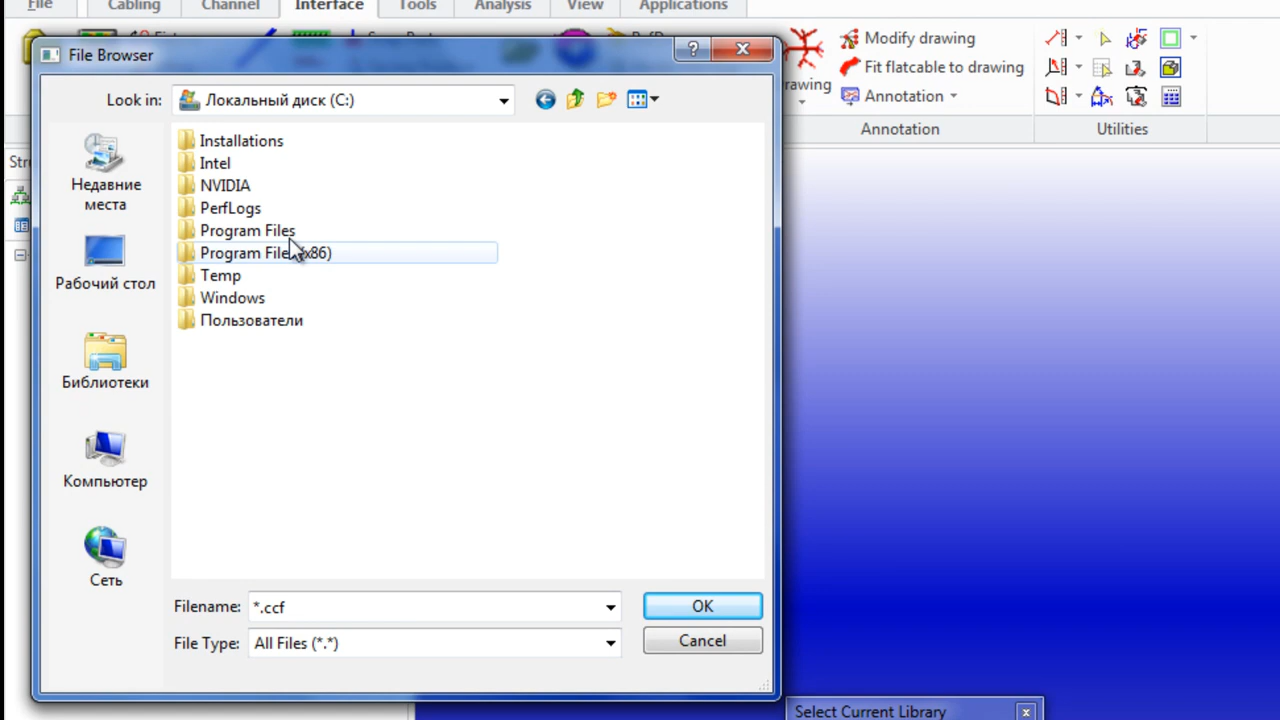 File Cabling Channel Interface Tools Analysis View Applications
File Browser
Modify drawing
Fit flatcable to drawing
Annotation
Annotation
Utilities
Look in: Локальный диск (C:)
Недавние
места
Рабочий стол
Библиотеки
Компьютер
Сеть
Installations
Intel
NVIDIA
PerfLogs
Program Files
Program Files (x86)
Temp
Windows
Пользователи
Filename: *.ccf
OK
File Type: All Files (*.*)
Cancel
Select Current Library